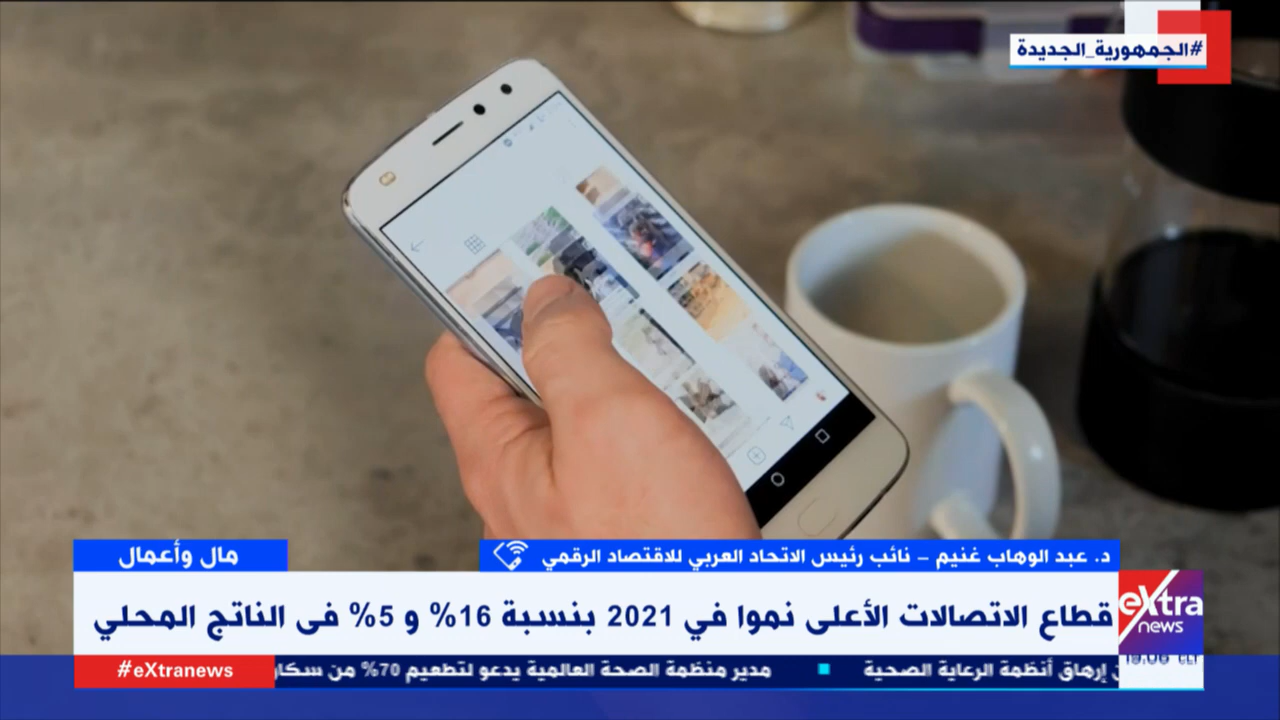 #الجمهورية_الجديدة
د. عبد الوهاب غنيم – نائب رئيس الاتحاد العربي للاقتصاد الرقمي
مال وأعمال
قطاع الاتصالات الأعلى نموا في 2021 بنسبة 16% و 5% فى الناتج المحلي
eXtra news
إرهاق أنظمة الرعاية الصحية
مدير منظمة الصحة العالمية يدعو لتطعيم 70% من
#eXtranews